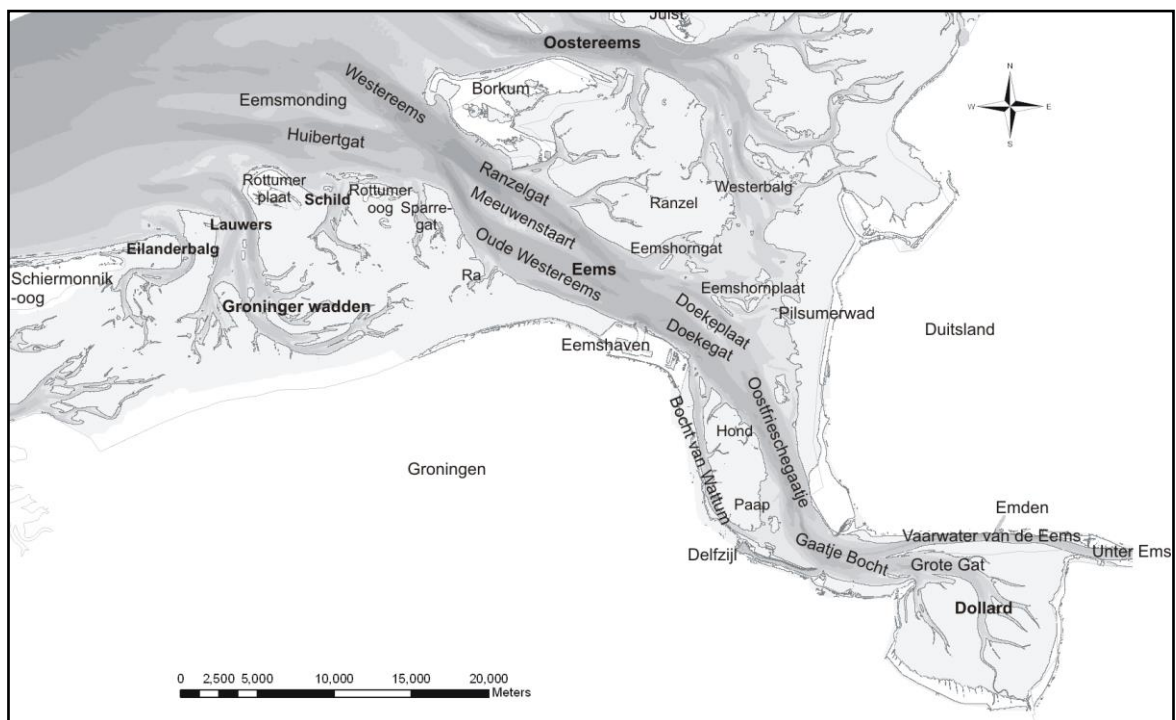 Juist
Oostereems
Westereems
Borkum
N
W
E
S
Eemsmonding
Huibertgat
Ranzelgat
Rottumer
plaat
Schild
Rottumer
oog
Sparre-
gat
Meeuwenstaart
Ranzel
Westerbalg
Lauwers
Eilanderbalg
Oude Westereems
Eemshorngat
Schiermonnik
-oog
Ra
Eems
Groninger wadden
Eemshornplaat
Doekeplaat
Pilsumerwad
Duitsland
Eemshaven
Doekegat
Oostfrieschegaatje
Bocht van Wattum
Hond
Groningen
Paap
Emden
Vaarwater van de Eems
Unter Ems
Delfzijl
Gaatje Bocht
Grote Gat
Dollard
0 2,500 5,000 10,000 15,000 20,000
Meters